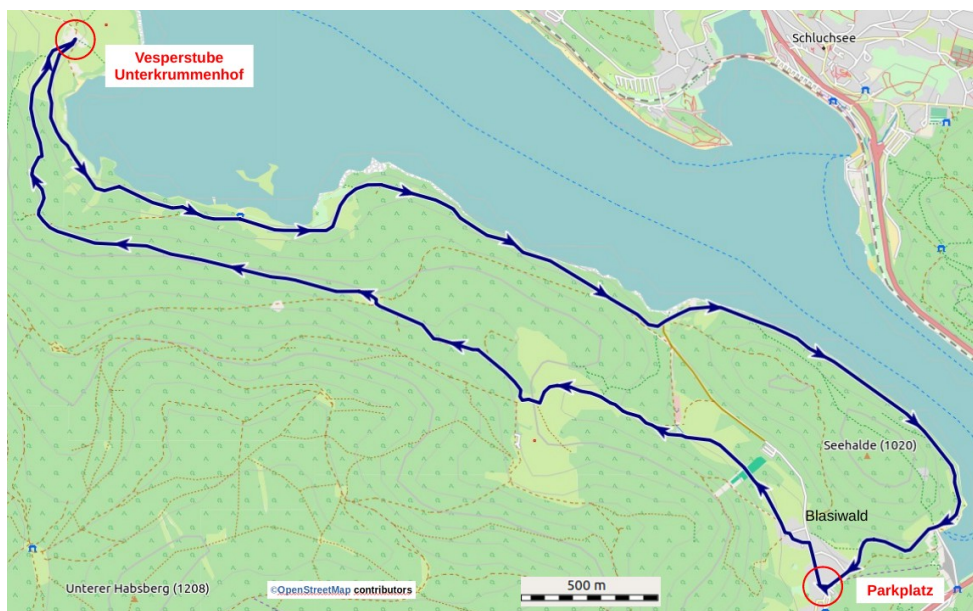 Vesperstube
Unterkrummenhof
Schluchsee
Seehalde (1020)
Blasiwald
Unterer Habsberg (1208)
©OpenStreetMap contributors
500 m
Parkplatz